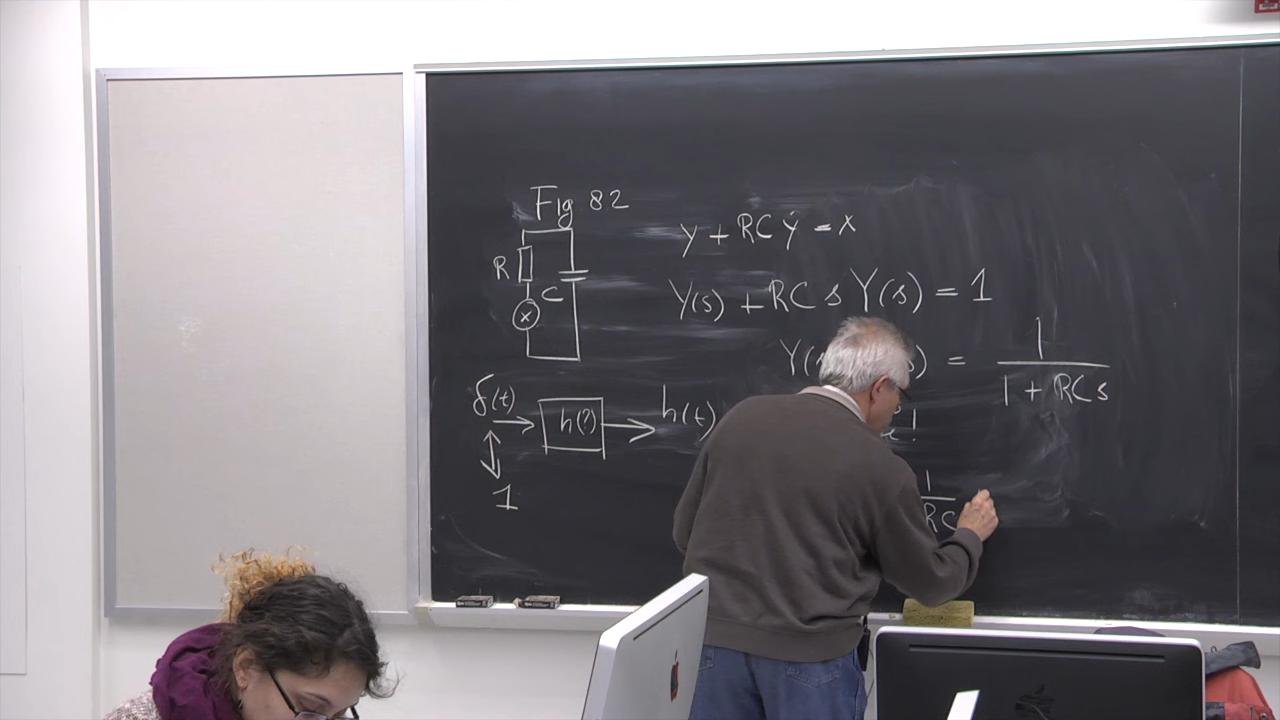 Fig 82
R
C
x
y + RC ẏ = x
Y(s) + RC s Y(s) = 1
Y( s) = 1 / 1 + RC s
δ(t)
h(?)
h(t)
!
1
1 / RC